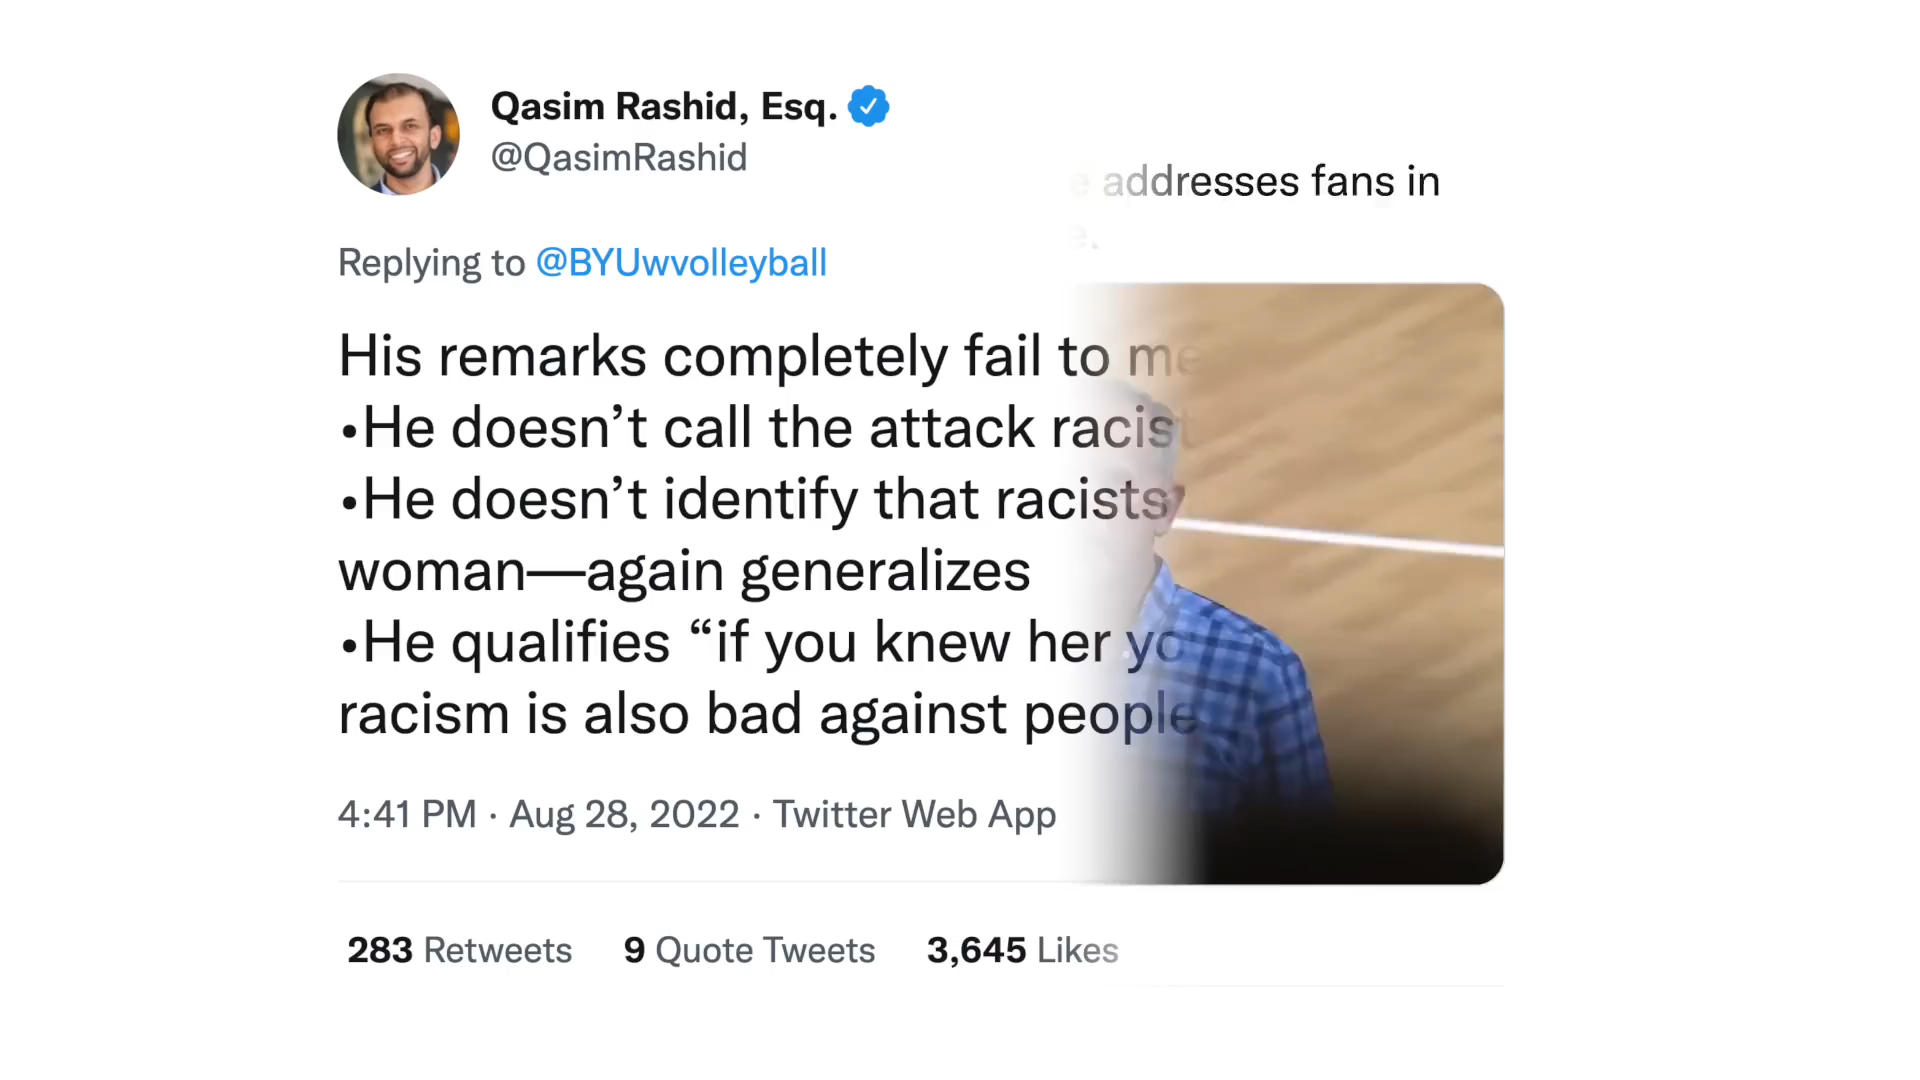 Qasim Rashid, Esq.
@QasimRashid
addresses fans in
Replying to @BYUwvolleyball
His remarks completely fail to
•He doesn’t call the attack racist
•He doesn’t identify that racists
woman—again generalizes
•He qualifies “if you knew her
racism is also bad against people
4:41 PM · Aug 28, 2022 · Twitter Web App
283 Retweets 9 Quote Tweets 3,645 Likes